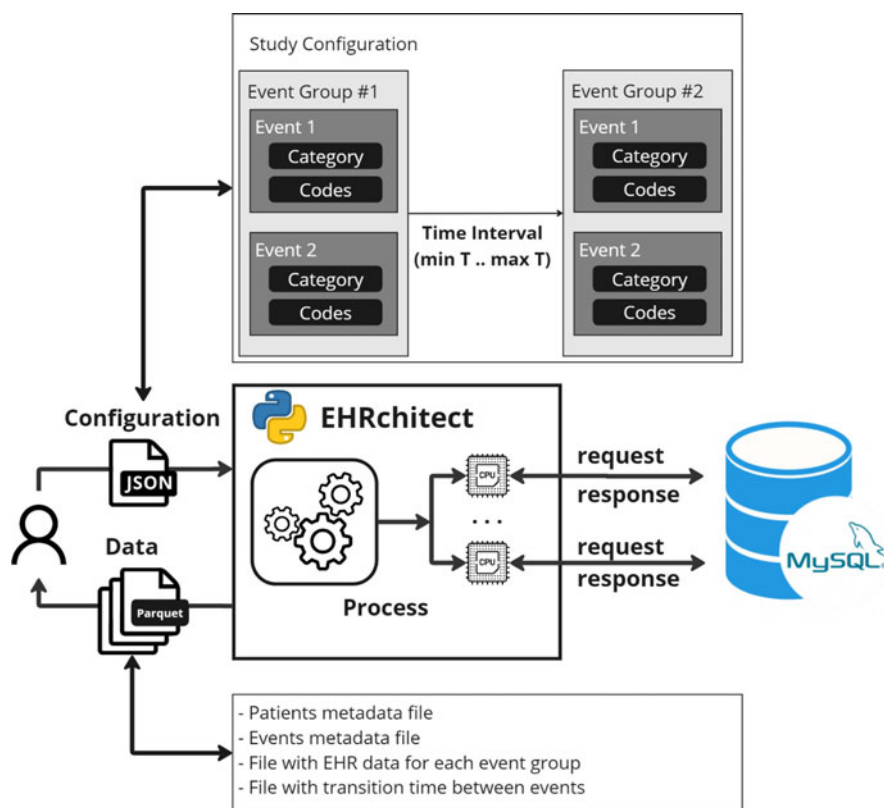 Study Configuration
Event Group #1
Event 1
Category
Codes
Event 2
Category
Codes
Time Interval
(min T .. max T)
Event Group #2
Event 1
Category
Codes
Event 2
Category
Codes
Configuration
JSON
Data
Parquet
EHRchitect
Process
CPU
...
CPU
request
response
request
response
MySQL
- Patients metadata file
- Events metadata file
- File with EHR data for each event group
- File with transition time between events